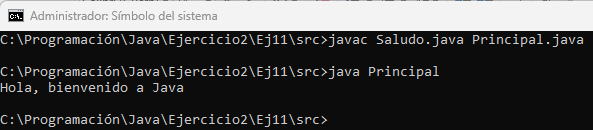 Administrador: Símbolo del sistema
C:\Programación\Java\Ejercicio2\Ej11\src>javac Saludo.java Principal.java
C:\Programación\Java\Ejercicio2\Ej11\src>java Principal
Hola, bienvenido a Java
C:\Programación\Java\Ejercicio2\Ej11\src>